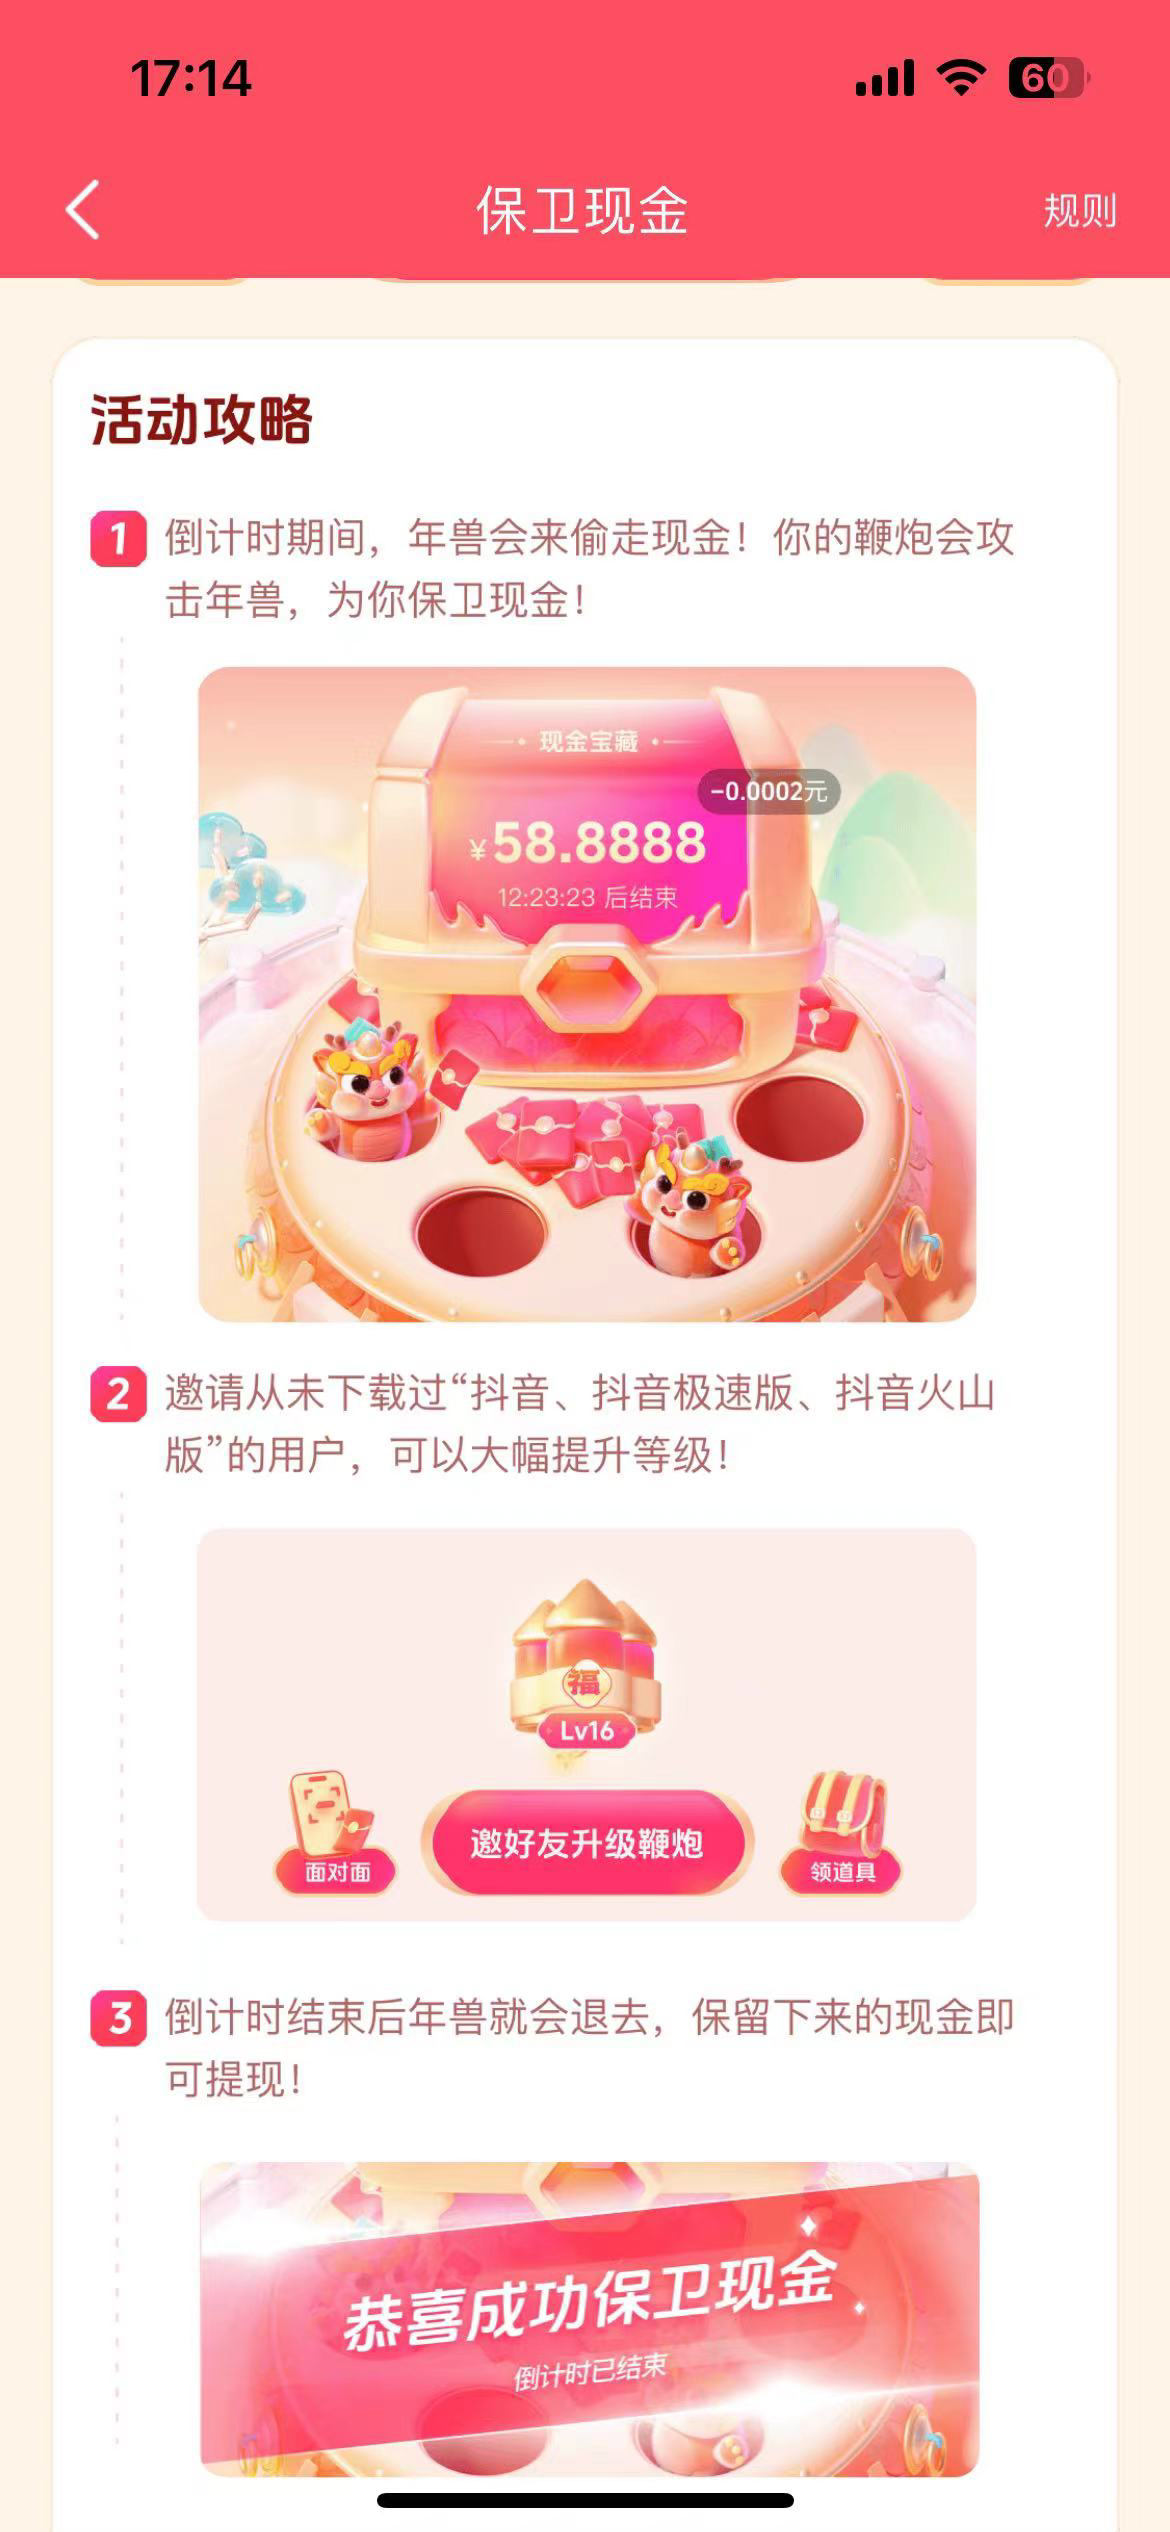 17:14
60
保卫现金
规则
活动攻略
1 倒计时期间，年兽会来偷走现金！你的鞭炮会攻
击年兽，为你保卫现金！
现金宝藏
-0.0002元
¥58.8888
12:23:23 后结束
2 邀请从未下载过“抖音、抖音极速版、抖音火山
版”的用户，可以大幅提升等级！
福
Lv16
面对面
邀好友升级鞭炮
领道具
3 倒计时结束后年兽就会退去，保留下来的现金即
可提现！
恭喜成功保卫现金
倒计时已结束